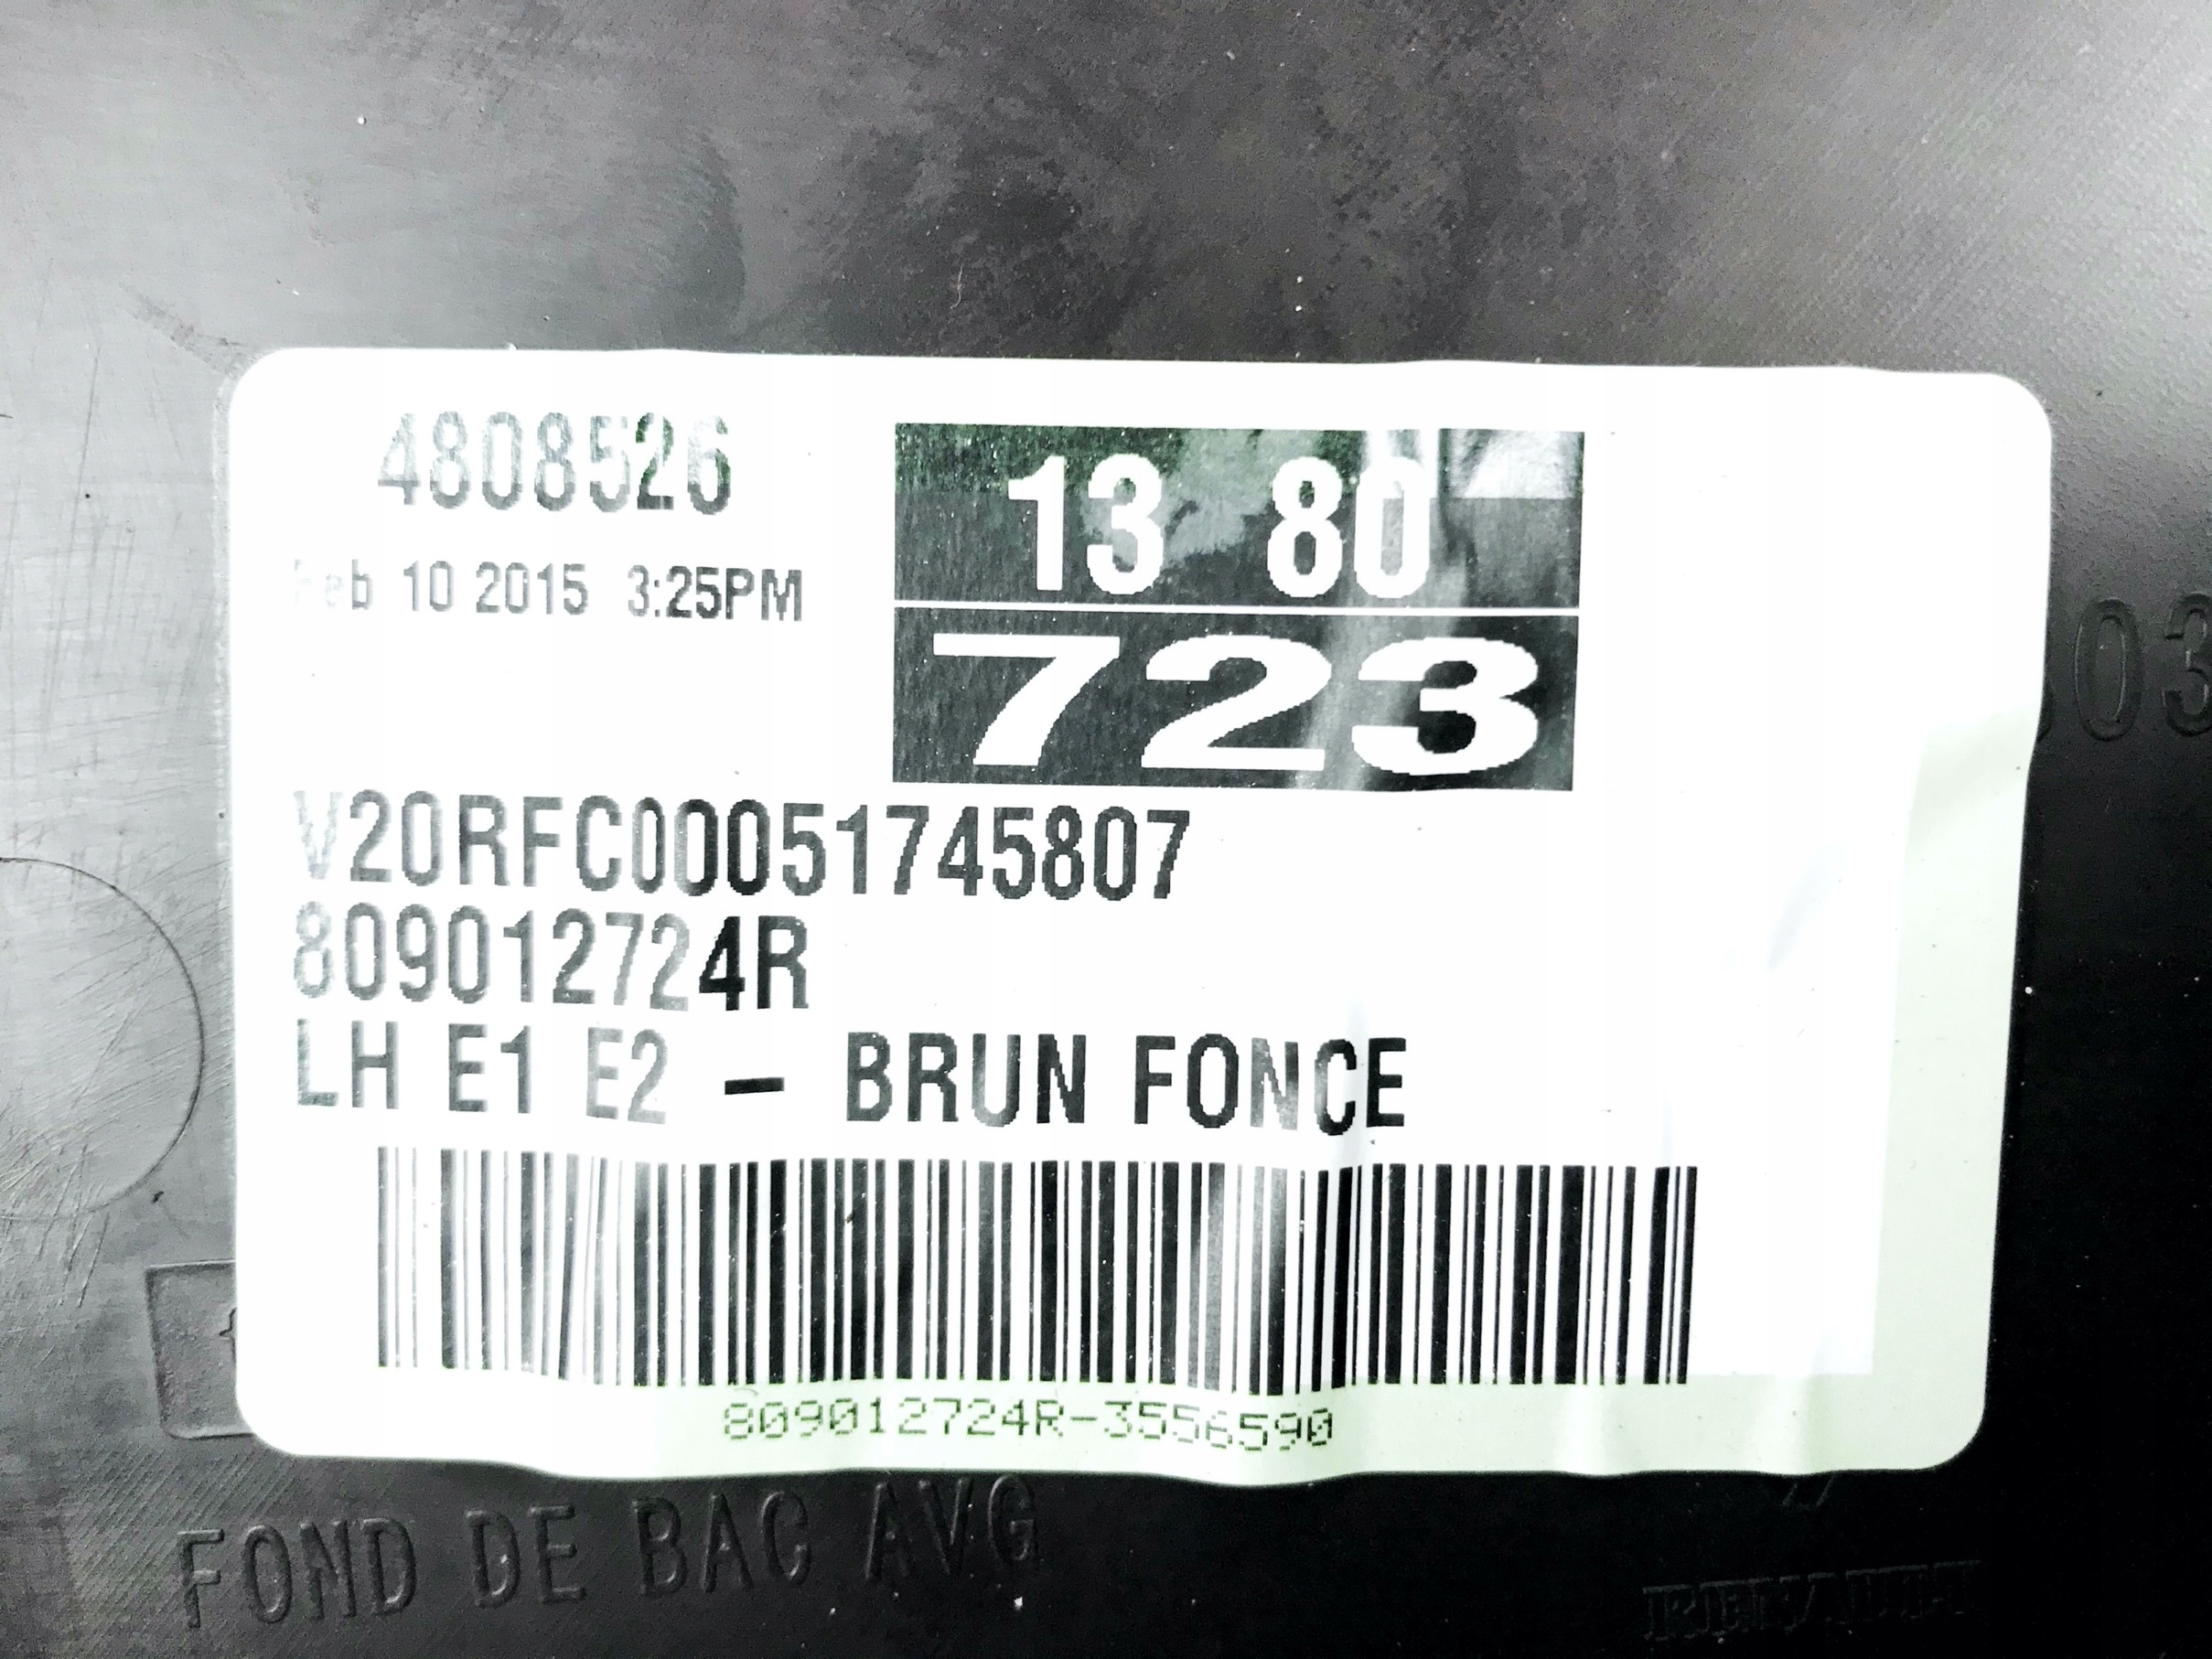 4808526
13 80
Feb 10 2015 3:25PM
723
V20RFC00051745807
809012724R
LH E1 E2 - BRUN FONCE
809012724R-3556590
FOND DE BAC AVG
RENAULT